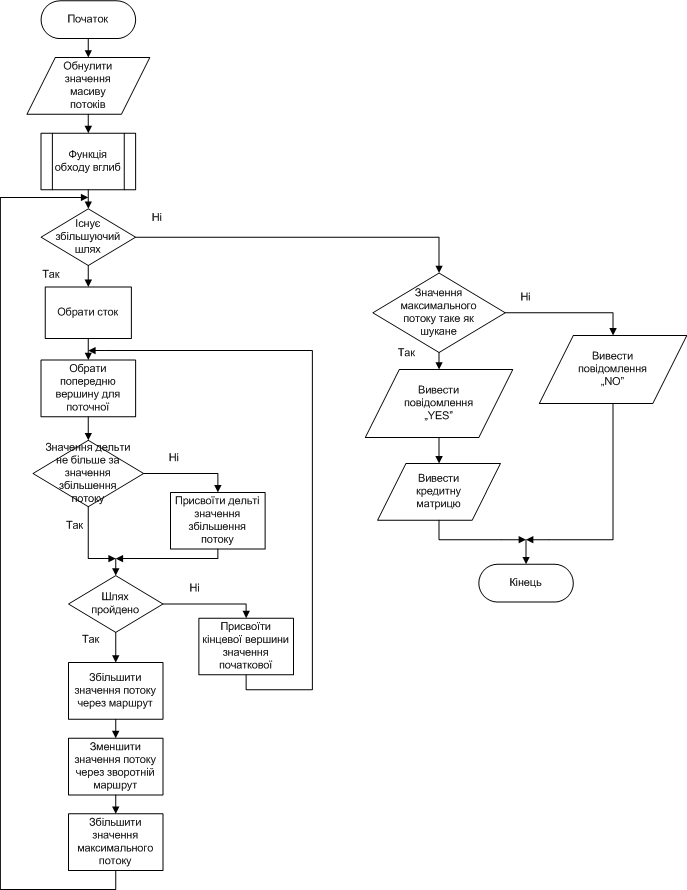 Початок
Обнулити
значення
масиву
потоків
Функція
обходу вглиб
Існує
збільшуючий
шлях
Ні
Так
Обрати сток
Обрати
попередню
вершину для
поточної
Значення дельти
не більше за
значення
збільшення
потоку
Ні
Так
Присвоїти дельті
значення
збільшення
потоку
Шлях
пройдено
Ні
Так
Присвоїти
кінцевої вершини
значення
початкової
Збільшити
значення потоку
через маршрут
Зменшити
значення потоку
через зворотній
маршрут
Збільшити
значення
максимального
потоку
Значення
максимального
потоку таке як
шукане
Ні
Так
Вивести
повідомлення
„YES”
Вивести
повідомлення
„NO”
Вивести
кредитну
матрицю
Кінець